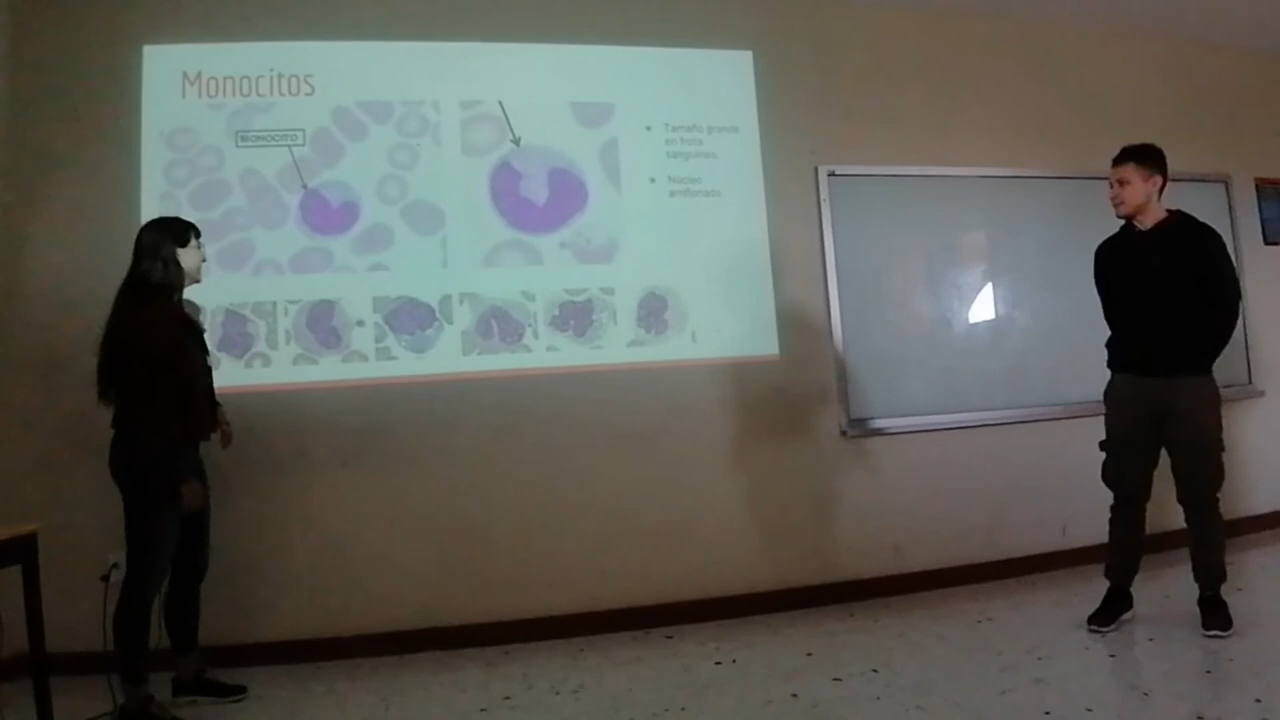 Monocitos
MONOCITO
Tamaño grande
en frotis
sanguíneo
Núcleo
arriñonado